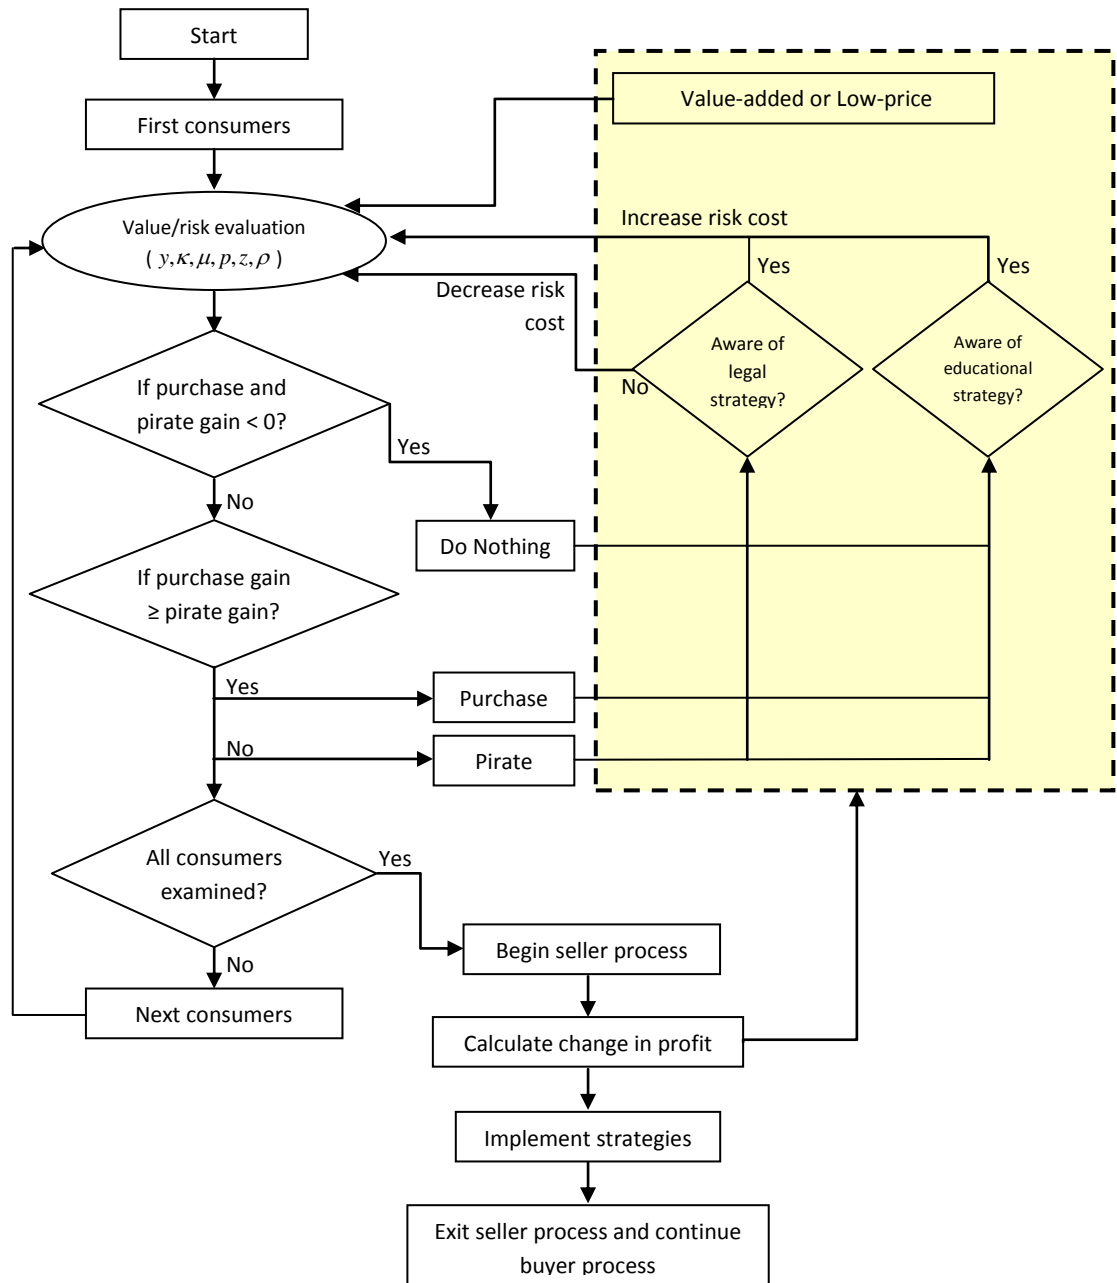 Start
First consumers
Value/risk evaluation
( y,κ,μ,p,z,ρ )
If purchase and
pirate gain < 0?
Yes
No
Do Nothing
If purchase gain
≥ pirate gain?
Yes
Purchase
No
Pirate
All consumers
examined?
Yes
No
Next consumers
Begin seller process
Calculate change in profit
Implement strategies
Exit seller process and continue
buyer process
Value-added or Low-price
Increase risk cost
Yes
Yes
Decrease risk
cost
No
Aware of
legal
strategy?
Aware of
educational
strategy?